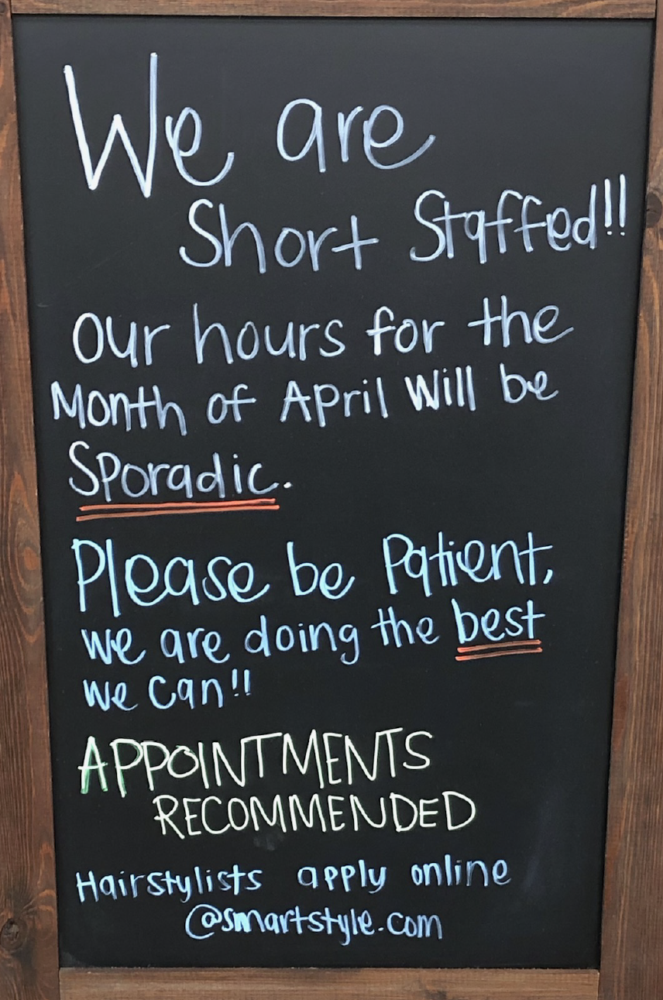 We are
Short Staffed!!
Our hours for the
Month of April Will be
Sporadic.
Please be Patient,
we are doing the best
we can!!
APPOINTMENTS
RECOMMENDED
Hairstylists apply online
@smartstyle.com